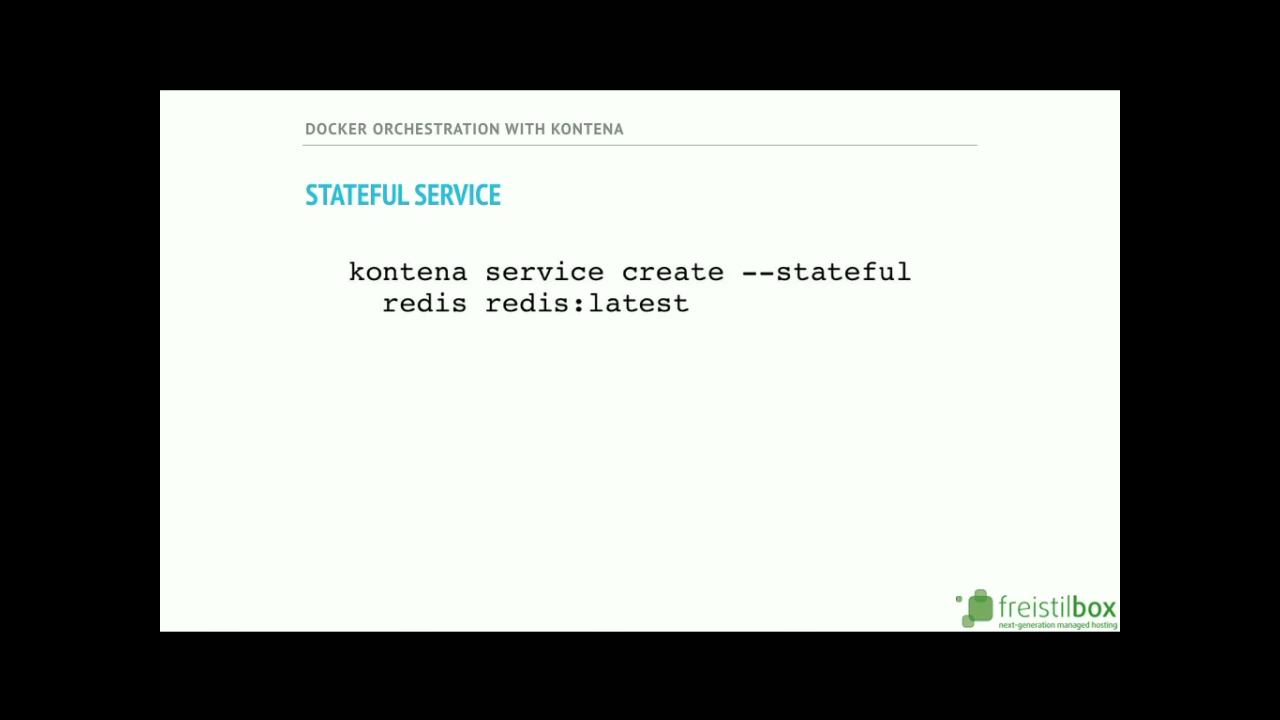 DOCKER ORCHESTRATION WITH KONTENA
STATEFUL SERVICE
kontena service create --stateful
redis redis:latest
freistilbox
next-generation managed hosting